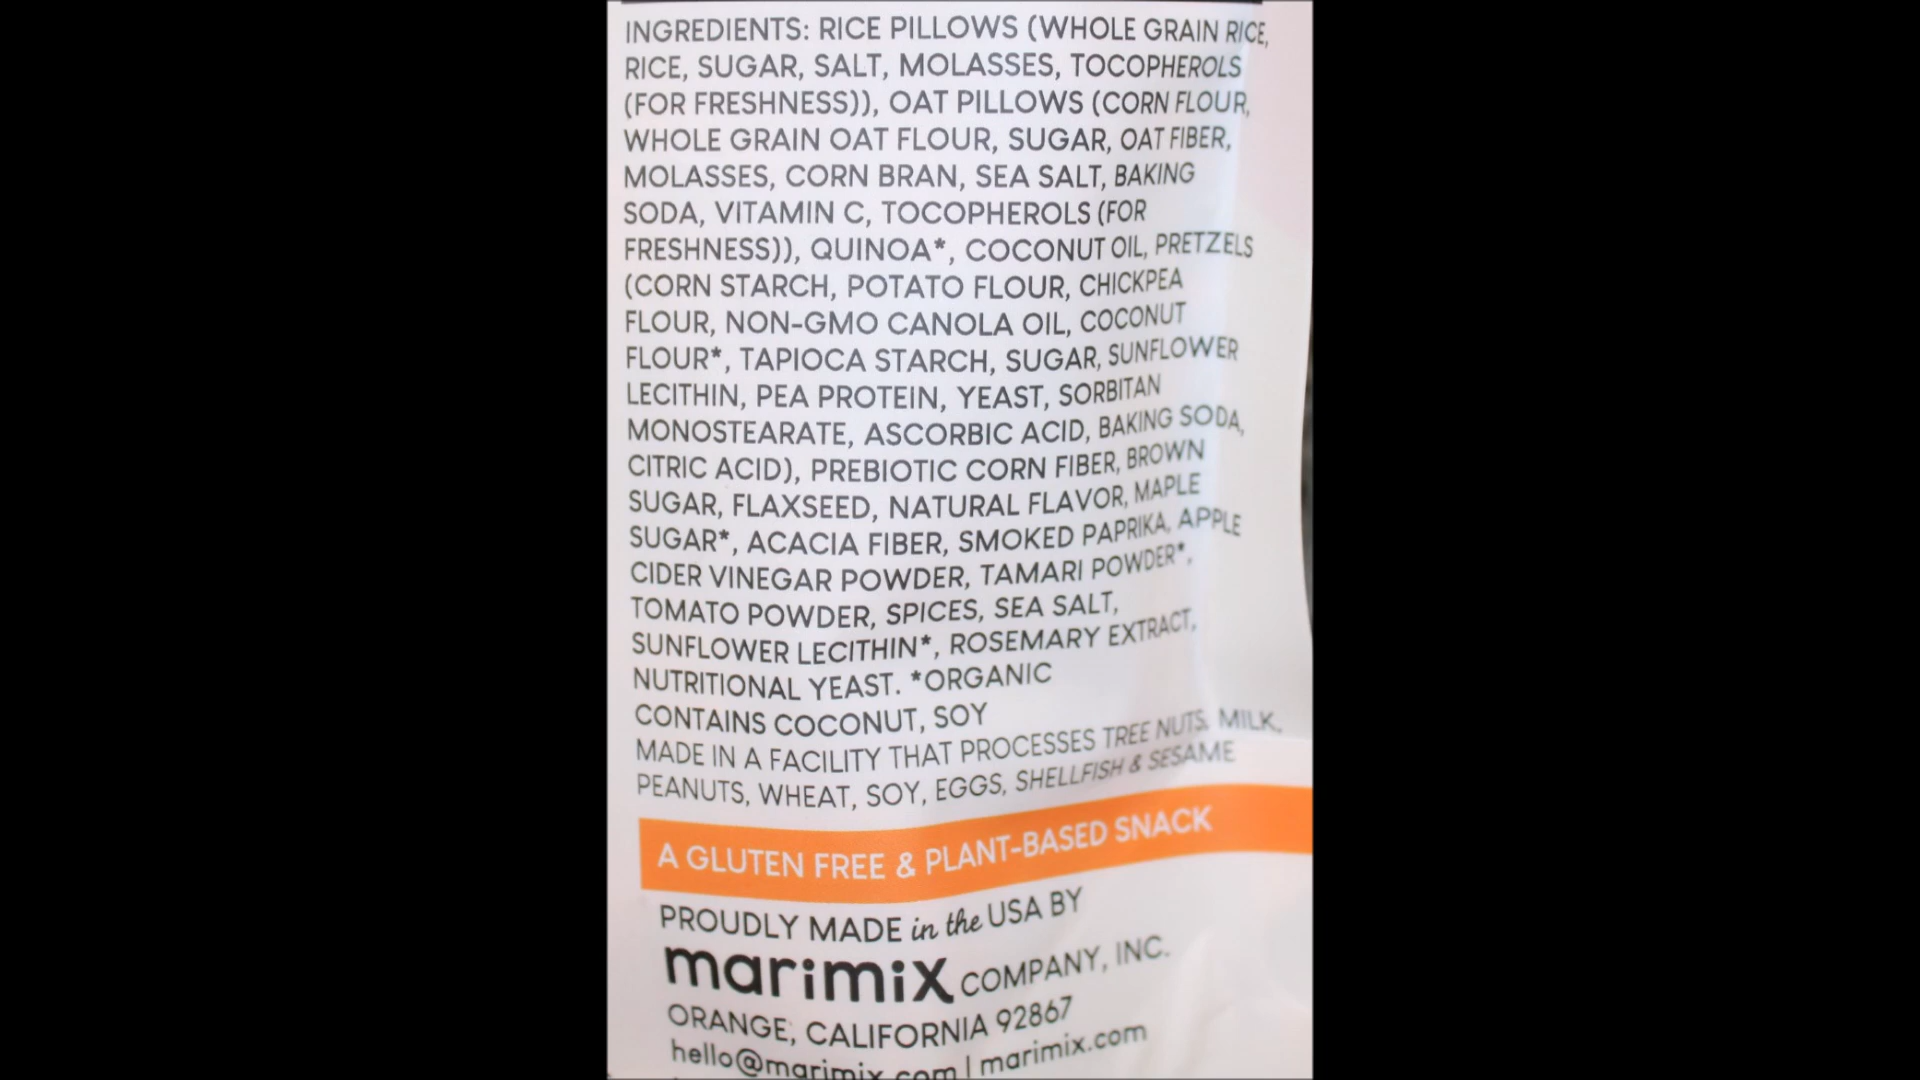 INGREDIENTS: RICE PILLOWS (WHOLE GRAIN RICE,
RICE, SUGAR, SALT, MOLASSES, TOCOPHEROLS
(FOR FRESHNESS)), OAT PILLOWS (CORN FLOUR,
WHOLE GRAIN OAT FLOUR, SUGAR, OAT FIBER,
MOLASSES, CORN BRAN, SEA SALT, BAKING
SODA, VITAMIN C, TOCOPHEROLS (FOR
FRESHNESS)), QUINOA*, COCONUT OIL, PRETZELS
(CORN STARCH, POTATO FLOUR, CHICKPEA
FLOUR, NON-GMO CANOLA OIL, COCONUT
FLOUR*, TAPIOCA STARCH, SUGAR, SUNFLOWER
LECITHIN, PEA PROTEIN, YEAST, SORBITAN
MONOSTEARATE, ASCORBIC ACID, BAKING SODA,
CITRIC ACID), PREBIOTIC CORN FIBER, BROWN
SUGAR, FLAXSEED, NATURAL FLAVOR, MAPLE
SUGAR*, ACACIA FIBER, SMOKED PAPRIKA, APPLE
CIDER VINEGAR POWDER, TAMARI POWDER*,
TOMATO POWDER, SPICES, SEA SALT,
SUNFLOWER LECITHIN*, ROSEMARY EXTRACT,
NUTRITIONAL YEAST. *ORGANIC
CONTAINS COCONUT, SOY
MADE IN A FACILITY THAT PROCESSES TREE NUTS, MILK,
PEANUTS, WHEAT, SOY, EGGS, SHELLFISH & SESAME
A GLUTEN FREE & PLANT-BASED SNACK
PROUDLY MADE in the USA BY
marimix COMPANY, INC.
ORANGE, CALIFORNIA 92867
hello@marimix.com | marimix.com